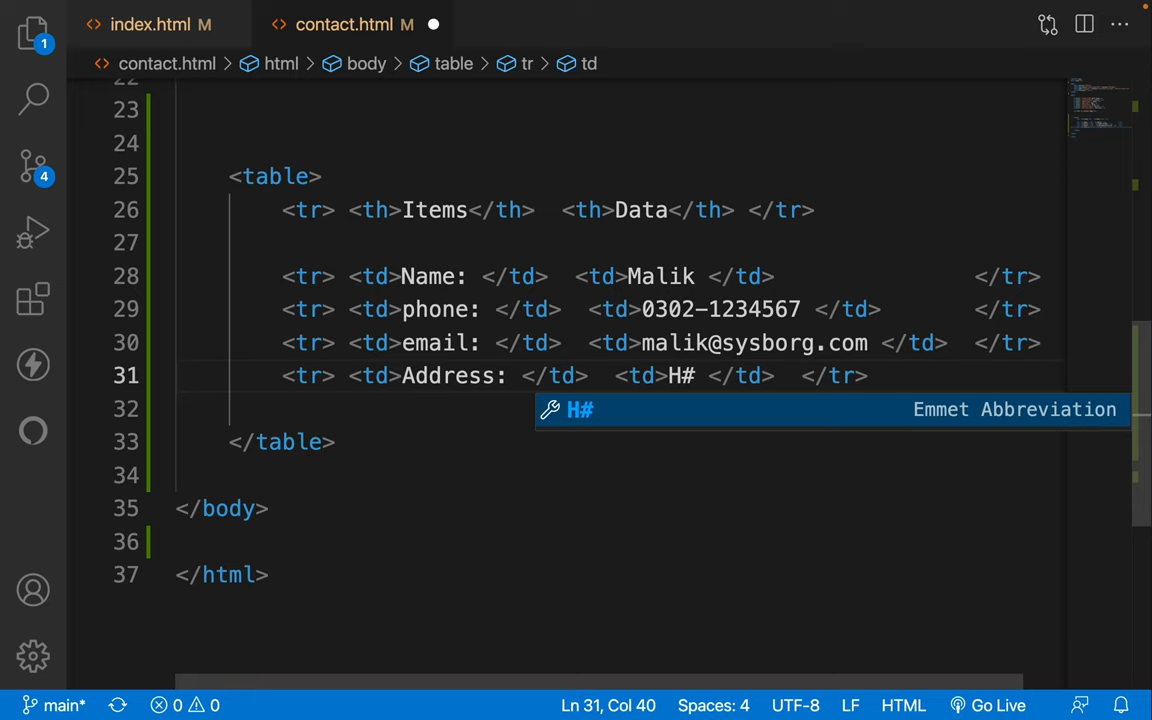 index.html M
contact.html M
1
contact.html > html > body > table > tr > td
22
23
24
25 <table>
26 <tr> <th>Items</th> <th>Data</th> </tr>
27
28 <tr> <td>Name: </td> <td>Malik </td> </tr>
29 <tr> <td>phone: </td> <td>0302-1234567 </td> </tr>
30 <tr> <td>email: </td> <td>malik@sysborg.com </td> </tr>
31 <tr> <td>Address: </td> <td>H# </td> </tr>
32 H# Emmet Abbreviation
33 </table>
34
35 </body>
36
37 </html>
4
main* 0 0 Ln 31, Col 40 Spaces: 4 UTF-8 LF HTML Go Live